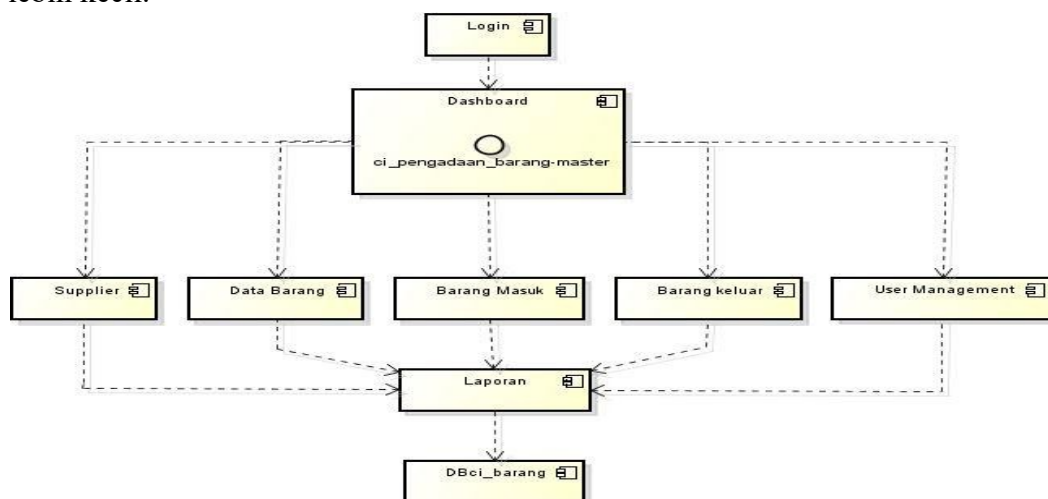 Login
Dashboard
ci_pengadaan_barang-master
Supplier
Data Barang
Barang Masuk
Barang keluar
User Management
Laporan
DBci_barang